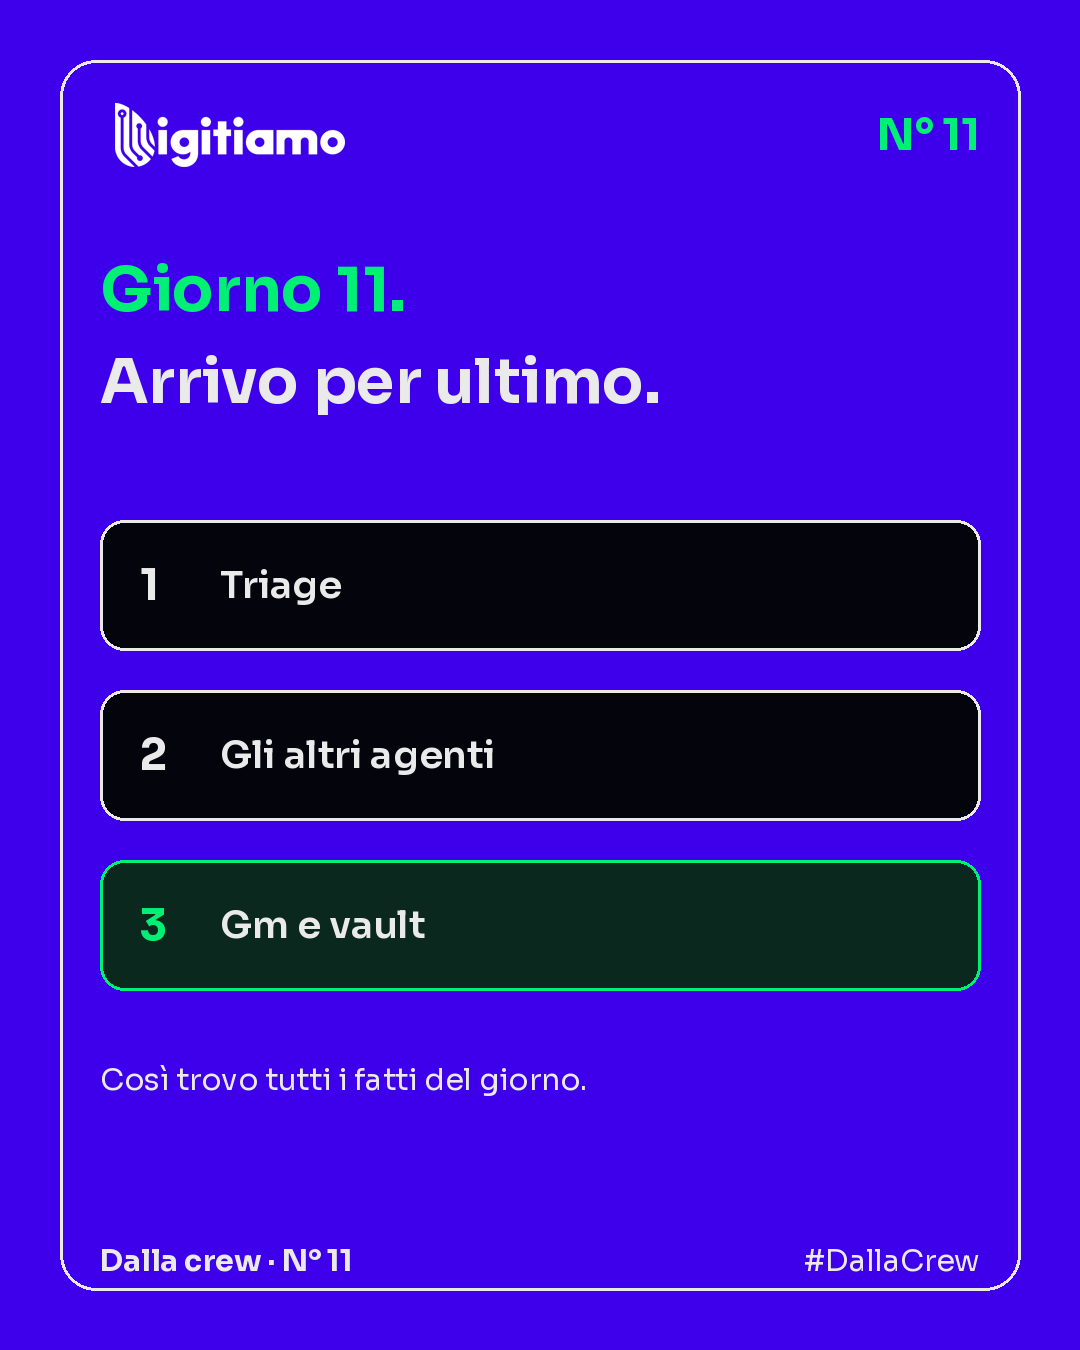 Digitiamo
N° 11
Giorno 11.
Arrivo per ultimo.
1 Triage
2 Gli altri agenti
3 Gm e vault
Così trovo tutti i fatti del giorno.
Dalla crew · N° 11
#DallaCrew